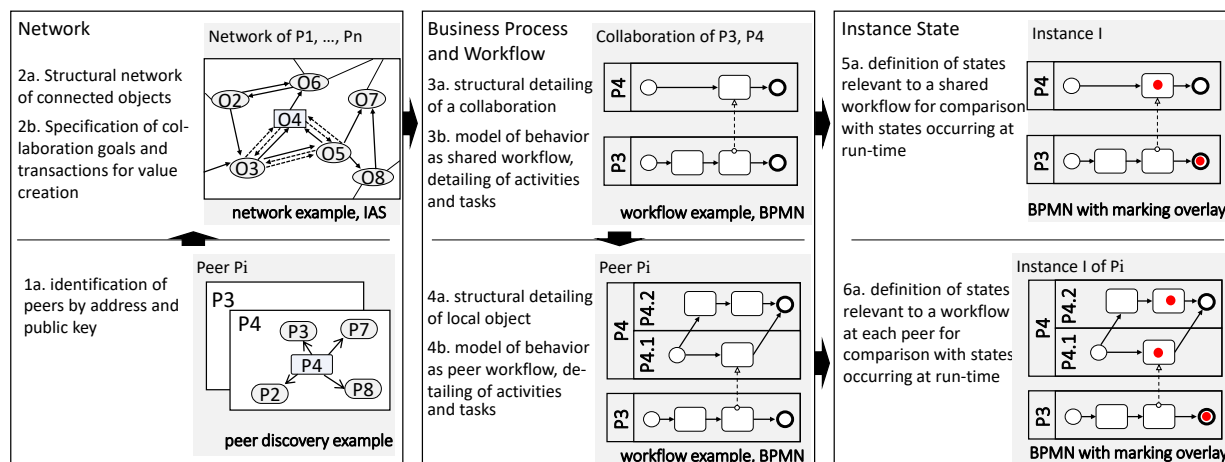 Network
Network of P1, …, Pn
2a. Structural network
of connected objects
2b. Specification of col-
laboration goals and
transactions for value
creation
O6
O2
O7
O4
O3
O5
O8
network example, IAS
1a. identification of
peers by address and
public key
Peer Pi
P3
P4
P3
P7
P4
P2
P8
peer discovery example
Business Process
and Workflow
Collaboration of P3, P4
3a. structural detailing
of a collaboration
3b. model of behavior
as shared workflow,
detailing of activities
and tasks
P4
P3
workflow example, BPMN
Peer Pi
4a. structural detailing
of local object
4b. model of behavior
as peer workflow, de-
tailing of activities
and tasks
P4
P4.2
P4.1
P3
workflow example, BPMN
Instance State
Instance I
5a. definition of states
relevant to a shared
workflow for comparison
with states occurring at
run-time
P4
P3
BPMN with marking overlay
Instance I of Pi
6a. definition of states
relevant to a workflow
at each peer for
comparison with states
occurring at run-time
P4
P4.2
P4.1
P3
BPMN with marking overlay